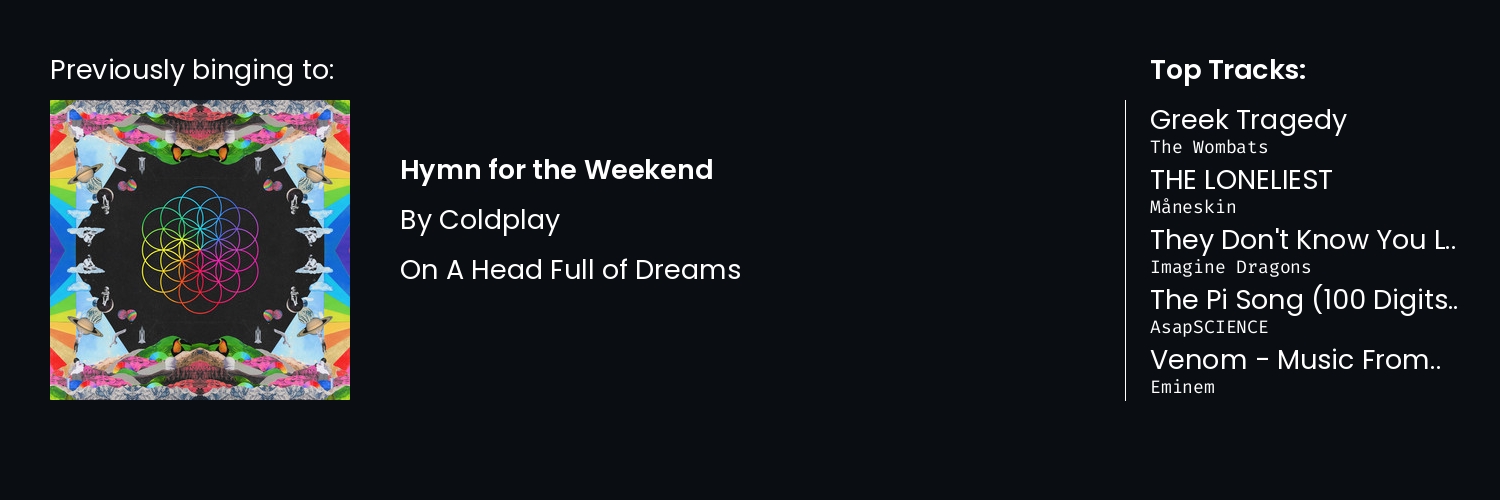 Previously binging to:
Hymn for the Weekend
By Coldplay
On A Head Full of Dreams
Top Tracks:
Greek Tragedy
The Wombats
THE LONELIEST
Måneskin
They Don't Know You L..
Imagine Dragons
The Pi Song (100 Digits..
AsapSCIENCE
Venom - Music From..
Eminem